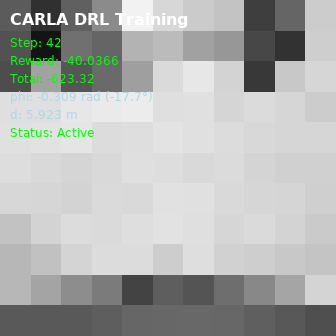 CARLA DRL Training
Step: 42
Reward: -40.0366
Total: -623.32
phi: -0.309 rad (-17.7°)
d: 5.923 m
Status: Active